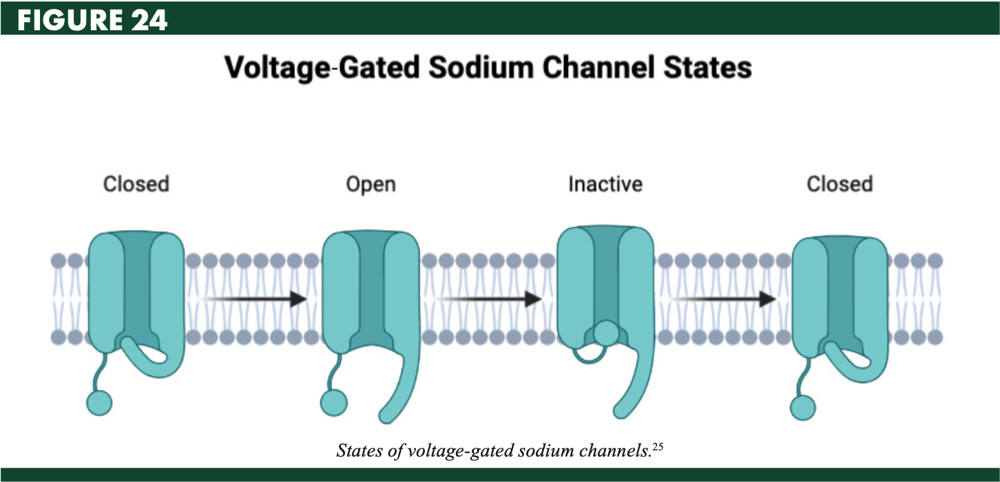 FIGURE 24
Voltage-Gated Sodium Channel States
Closed Open Inactive Closed
States of voltage-gated sodium channels.²⁵